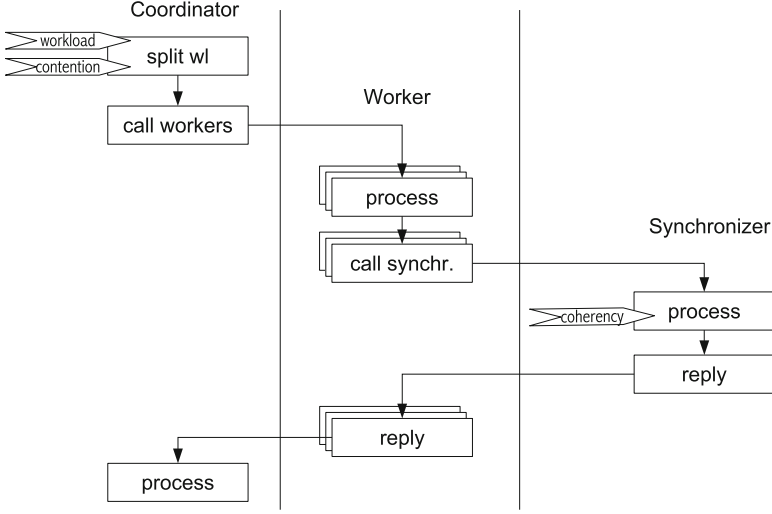 Coordinator
workload
split wl
contention
call workers
Worker
process
call synchr.
Synchronizer
process
coherency
reply
reply
process